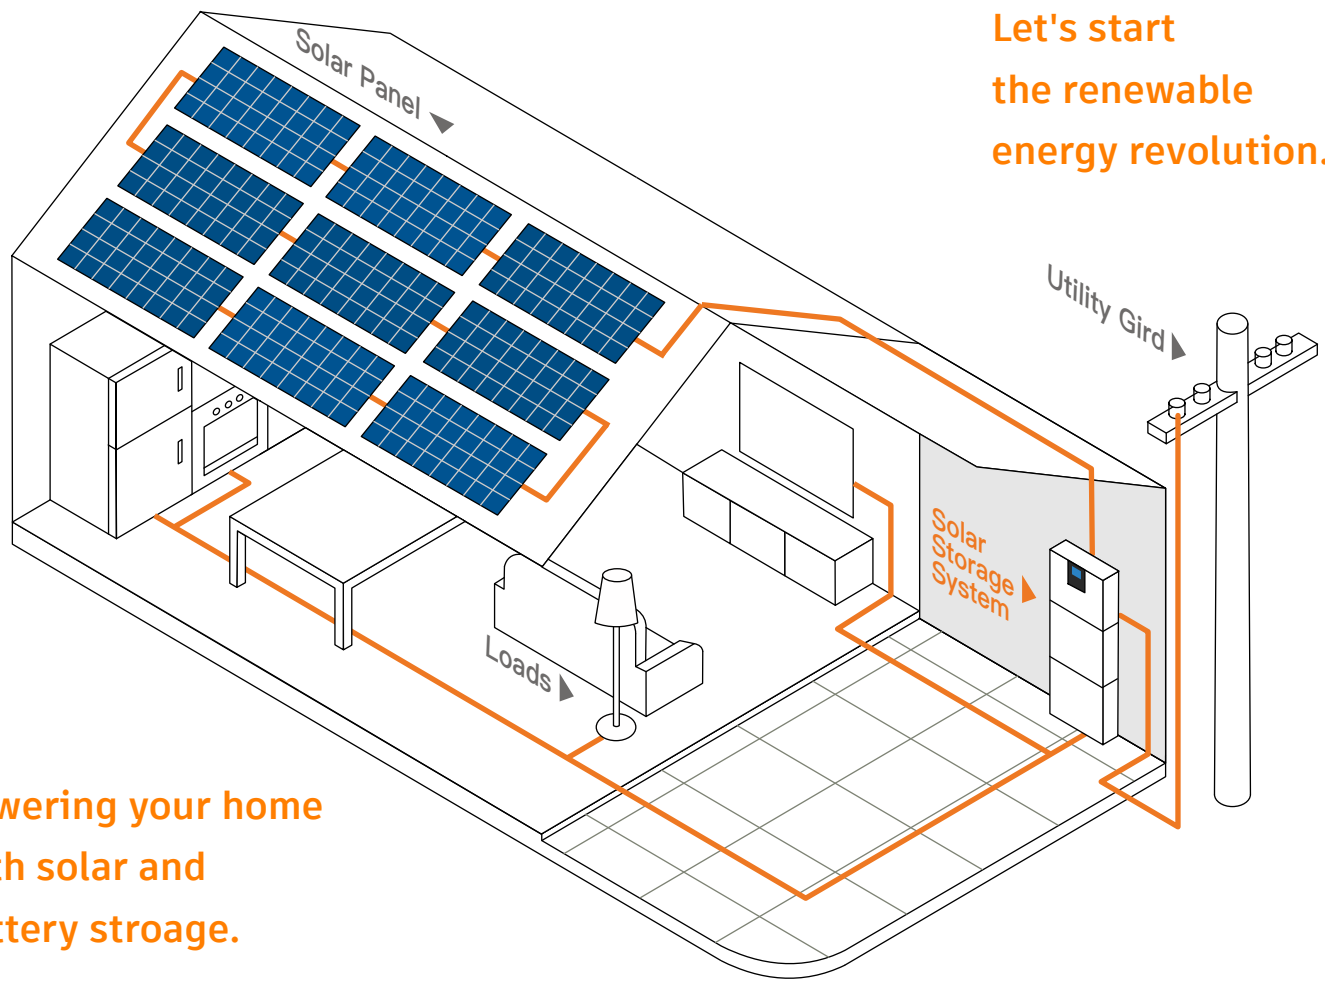 Let's start
the renewable
energy revolution.
Solar Panel
Utility Gird
Solar
Storage
System
Loads
wering your home
th solar and
ttery stroage.